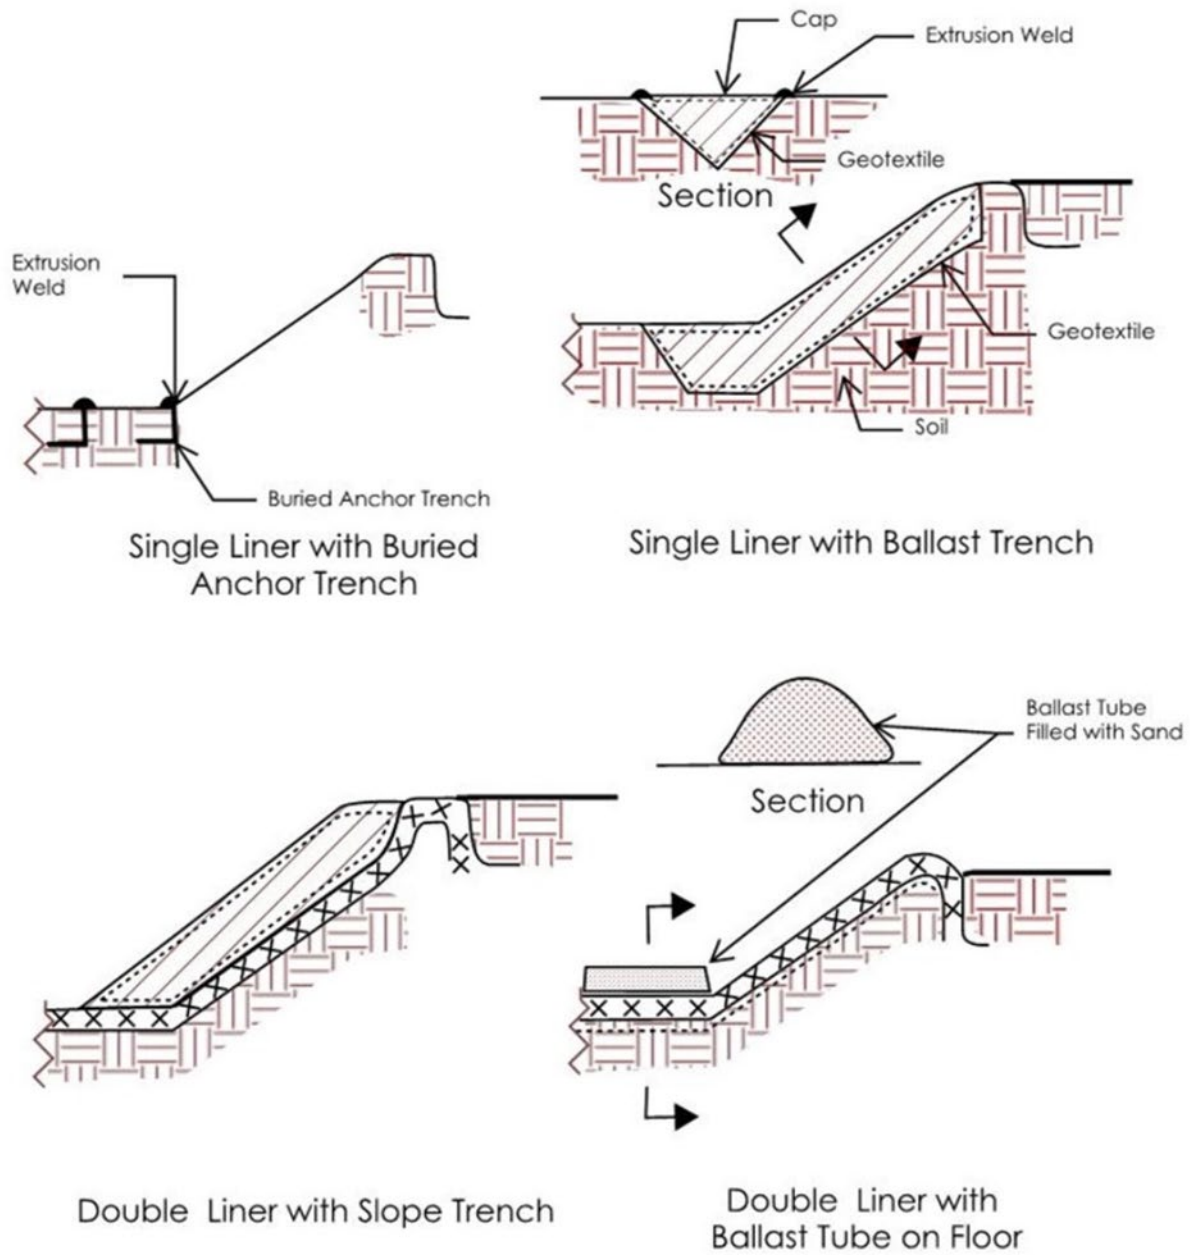 Cap
Extrusion Weld
Geotextile
Section
Extrusion
Weld
Geotextile
Soil
Buried Anchor Trench
Single Liner with Buried
Anchor Trench
Single Liner with Ballast Trench
Ballast Tube
Filled with Sand
Section
Double Liner with Slope Trench
Double Liner with
Ballast Tube on Floor